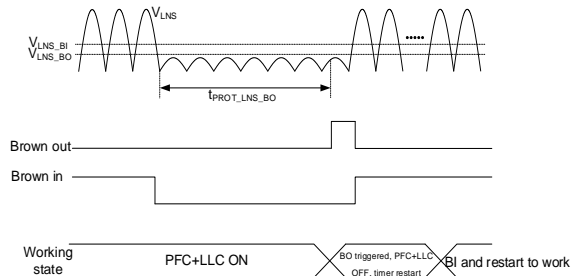 VLNS
VLNS_BI
VLNS_BO
tPROT_LNS_BO
Brown out
Brown in
Working
state
PFC+LLC ON
BO triggered, PFC+LLC
OFF, timer restart
BI and restart to work